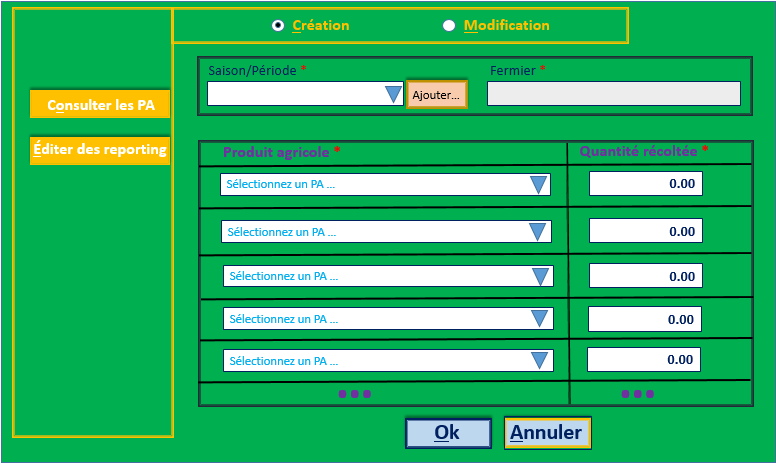 Création
Modification
Consulter les PA
Éditer des reporting
Saison/Période *
Ajouter...
Fermier *
Produit agricole *
Quantité récoltée *
Sélectionnez un PA ...
0.00
Sélectionnez un PA ...
0.00
Sélectionnez un PA ...
0.00
Sélectionnez un PA ...
0.00
Sélectionnez un PA ...
0.00
Ok
Annuler